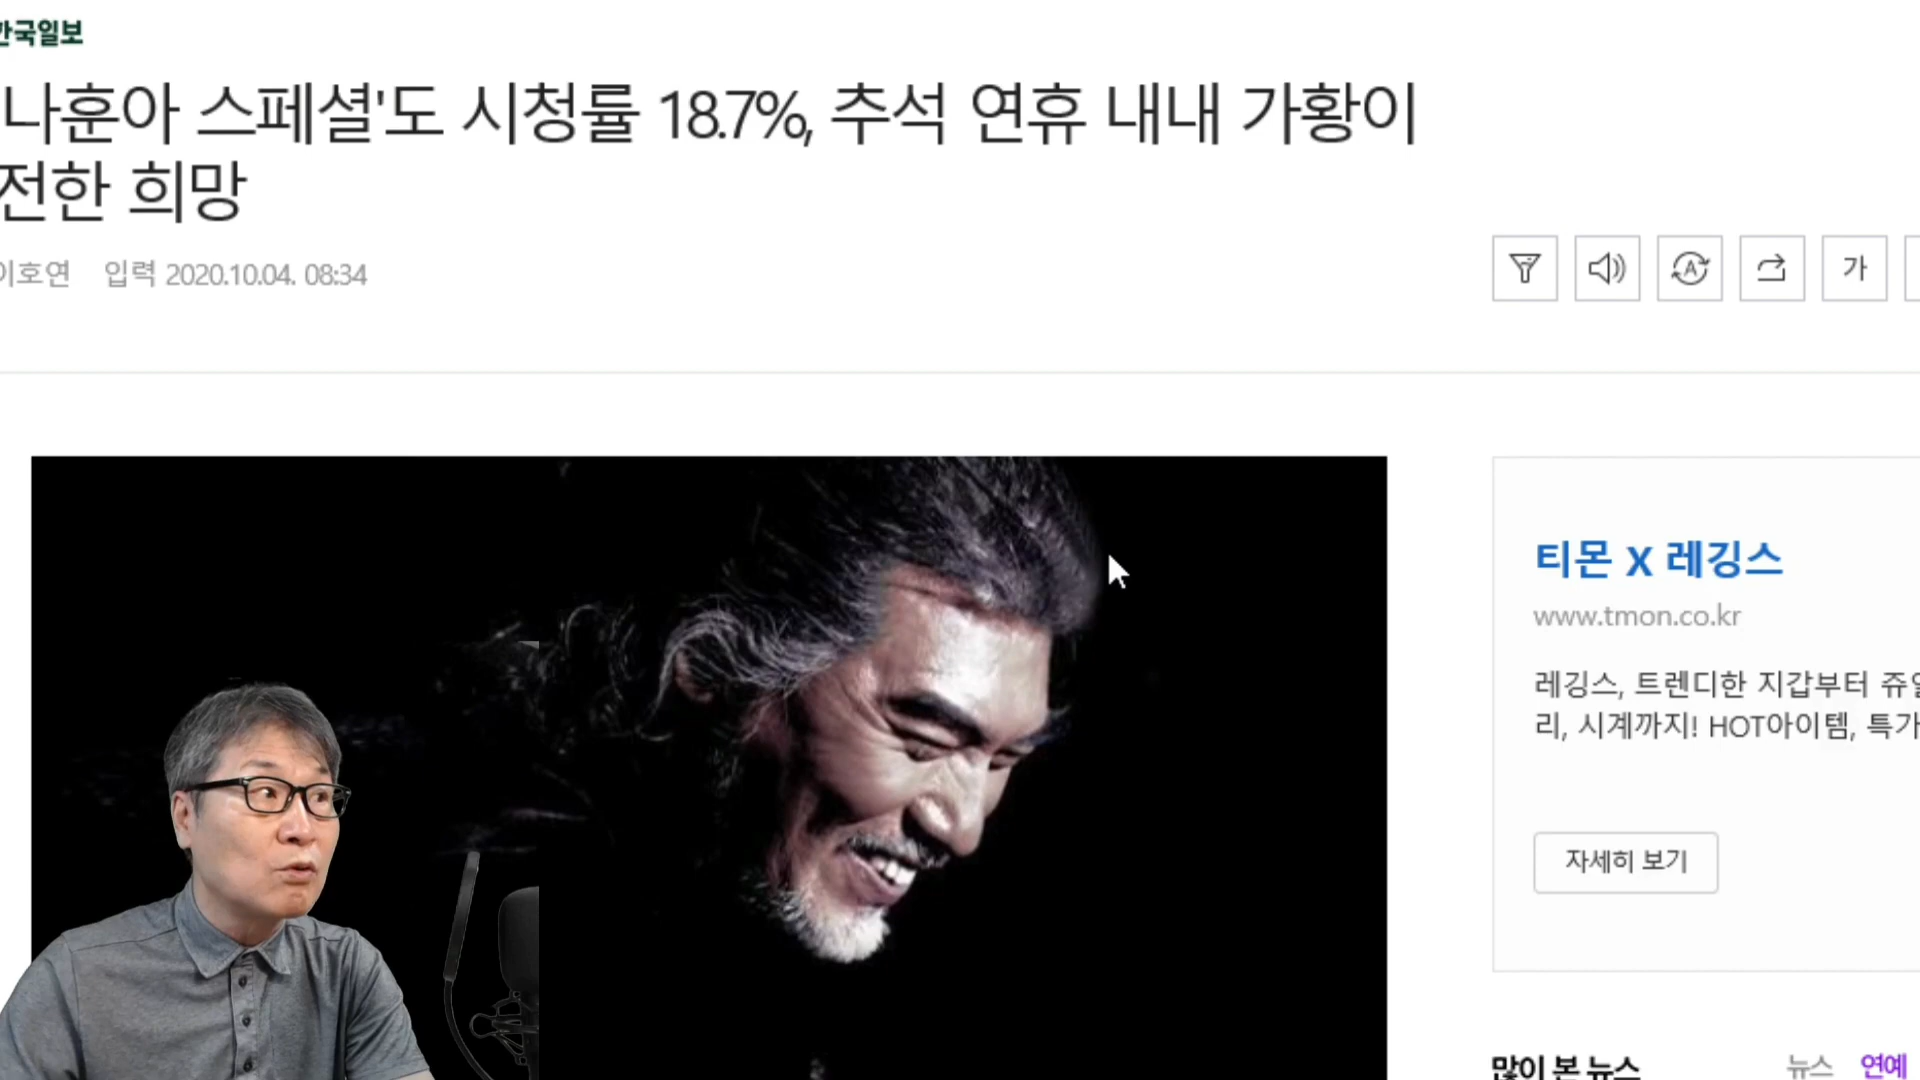 한국일보
나훈아 스페셜'도 시청률 18.7%, 추석 연휴 내내 가황이
전한 희망
이호연 입력 2020.10.04. 08:34
가
티몬 X 레깅스
www.tmon.co.kr
레깅스, 트렌디한 지갑부터 쥬얼
리, 시계까지! HOT아이템, 특가
자세히 보기
많이 본 뉴스 뉴스 연예